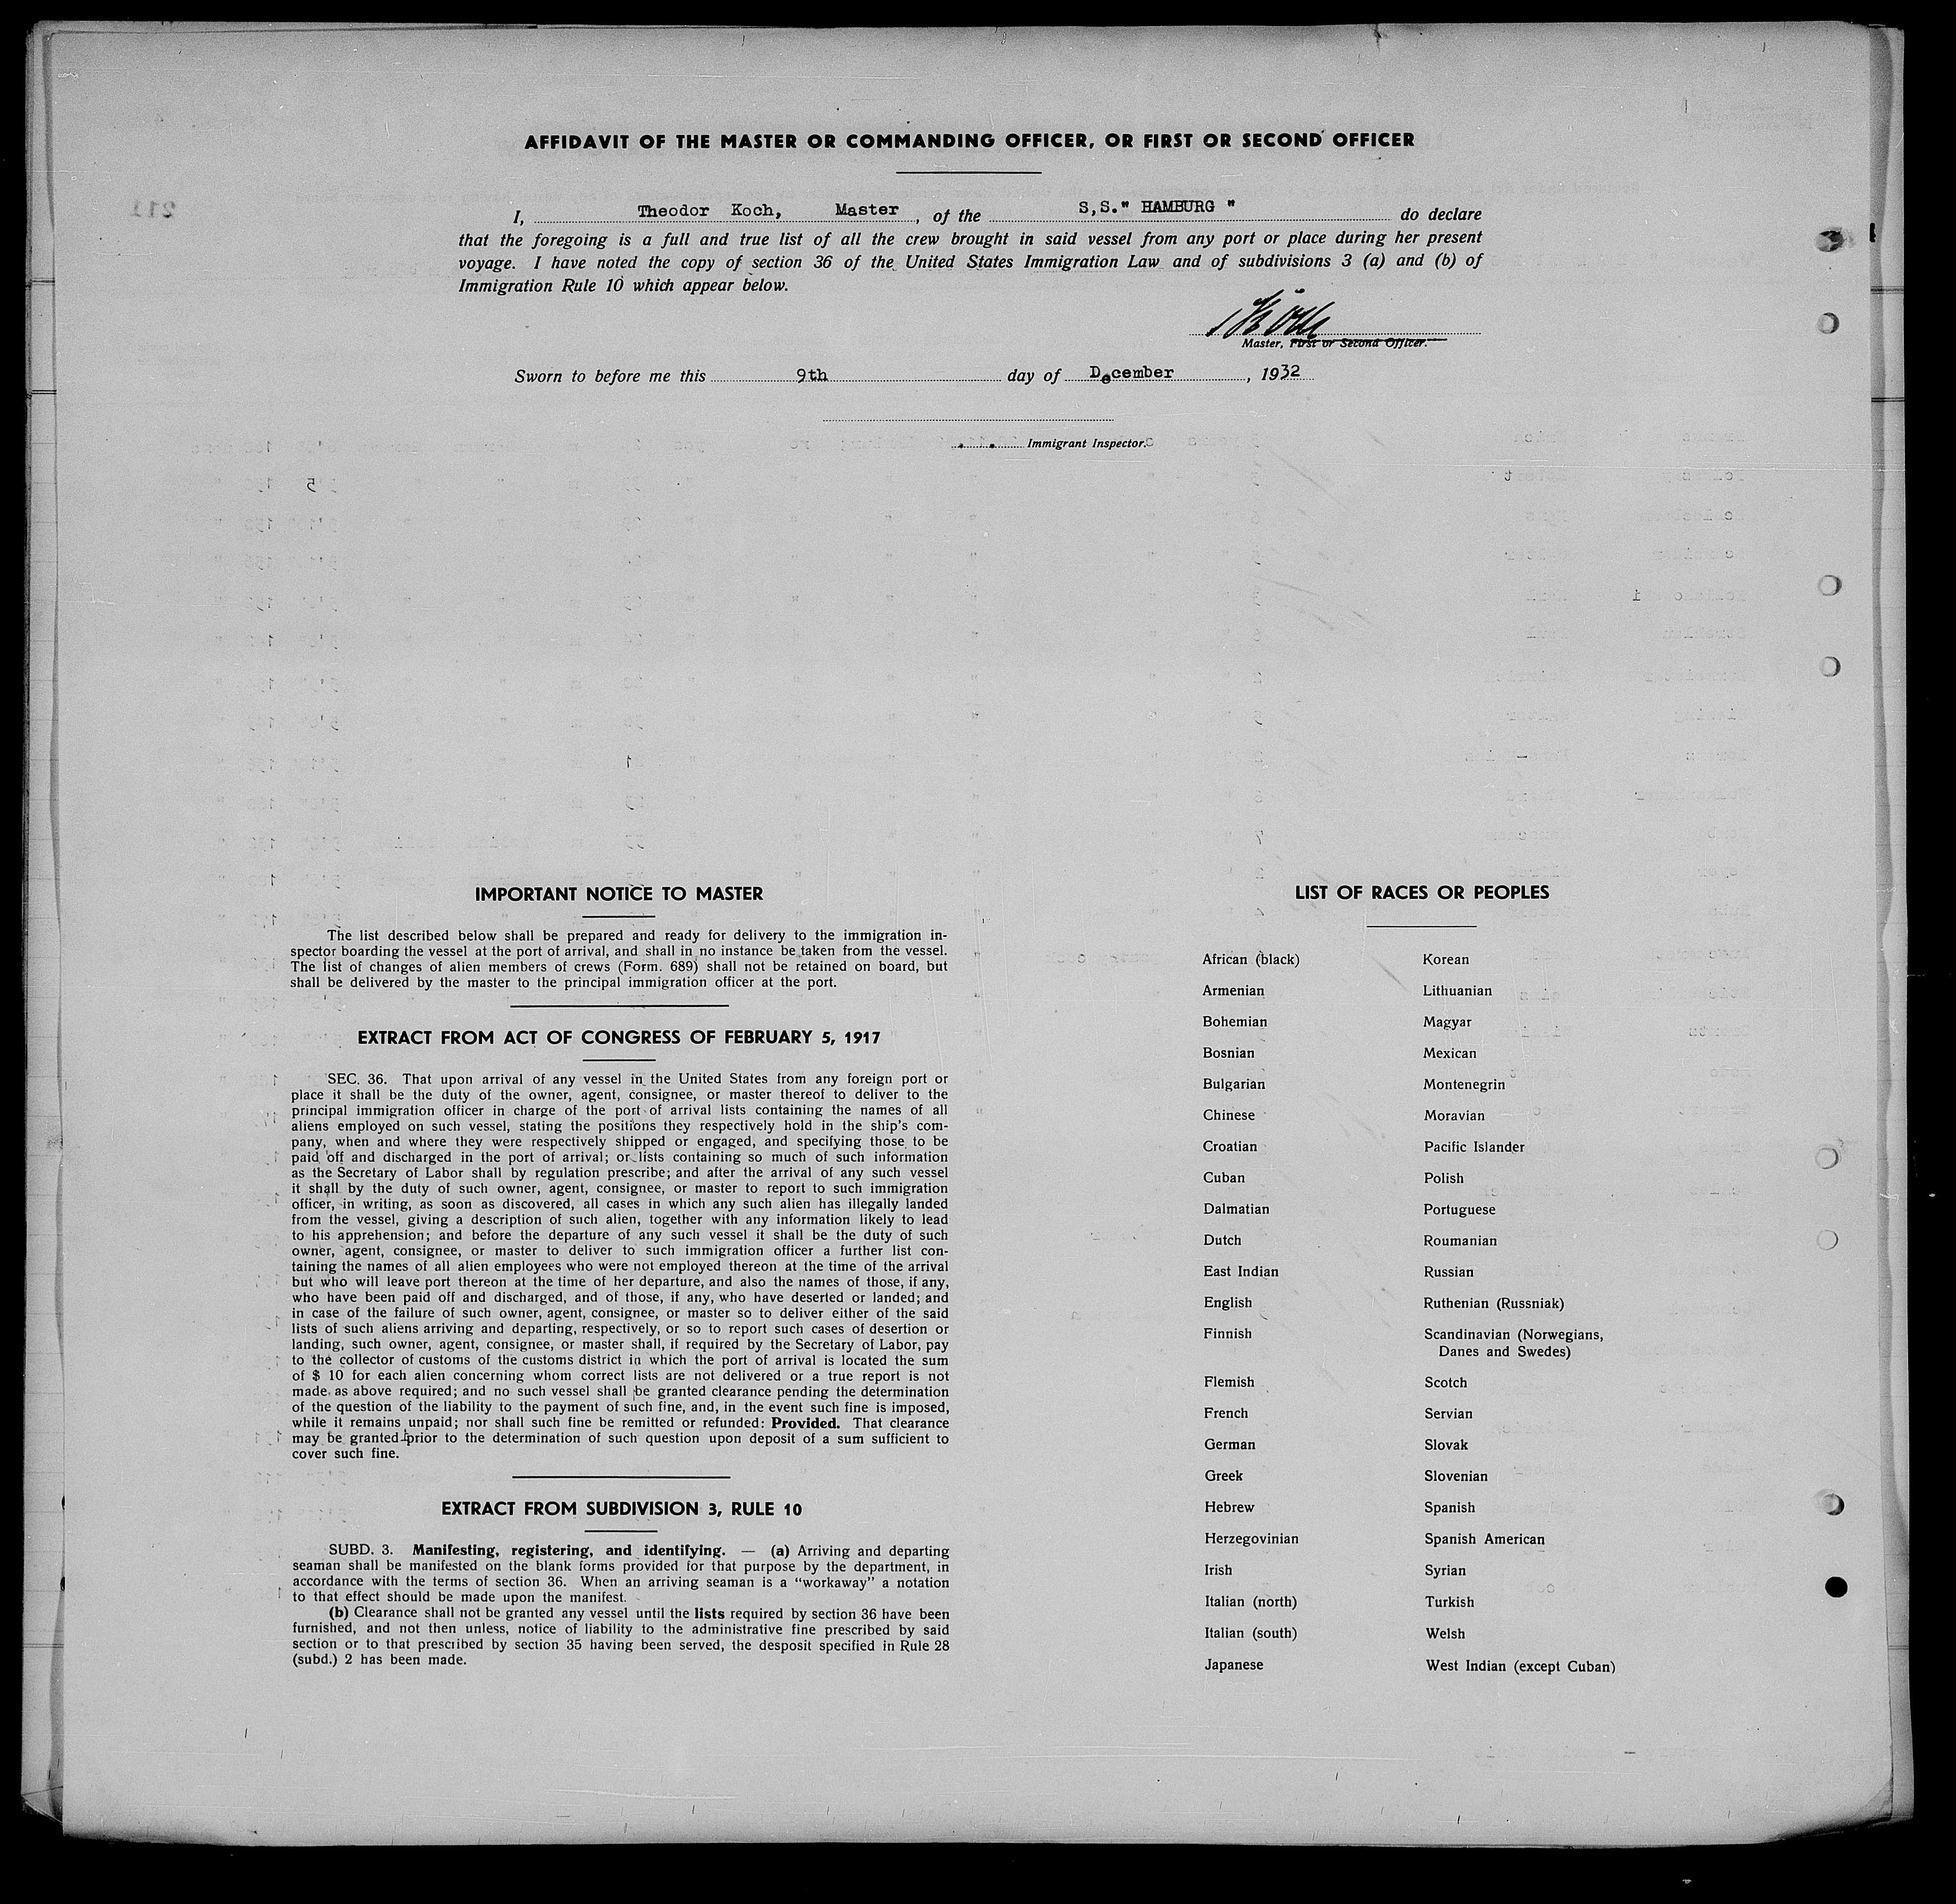 AFFIDAVIT OF THE MASTER OR COMMANDING OFFICER, OR FIRST OR SECOND OFFICER
I, Theodor Koch, Master, of the S,S." HAMBURG " do declare
that the foregoing is a full and true list of all the crew brought in said vessel from any port or place during her present
voyage. I have noted the copy of section 36 of the United States Immigration Law and of subdivisions 3 (a) and (b) of
Immigration Rule 10 which appear below.
Koch
Master, First or Second Officer.
Sworn to before me this 9th day of December, 1932
Immigrant Inspector.
IMPORTANT NOTICE TO MASTER
The list described below shall be prepared and ready for delivery to the immigration in-
spector boarding the vessel at the port of arrival, and shall in no instance be taken from the vessel.
The list of changes of alien members of crews (Form. 689) shall not be retained on board, but
shall be delivered by the master to the principal immigration officer at the port.
EXTRACT FROM ACT OF CONGRESS OF FEBRUARY 5, 1917
SEC. 36. That upon arrival of any vessel in the United States from any foreign port or
place it shall be the duty of the owner, agent, consignee, or master thereof to deliver to the
principal immigration officer in charge of the port of arrival lists containing the names of all
aliens employed on such vessel, stating the positions they respectively hold in the ship's com-
pany, when and where they were respectively shipped or engaged, and specifying those to be
paid off and discharged in the port of arrival; or lists containing so much of such information
as the Secretary of Labor shall by regulation prescribe; and after the arrival of any such vessel
it shall by the duty of such owner, agent, consignee, or master to report to such immigration
officer, in writing, as soon as discovered, all cases in which any such alien has illegally landed
from the vessel, giving a description of such alien, together with any information likely to lead
to his apprehension; and before the departure of any such vessel it shall be the duty of such
owner, agent, consignee, or master to deliver to such immigration officer a further list con-
taining the names of all alien employees who were not employed thereon at the time of the arrival
but who will leave port thereon at the time of her departure, and also the names of those, if any,
who have been paid off and discharged, and of those, if any, who have deserted or landed; and
in case of the failure of such owner, agent, consignee, or master so to deliver either of the said
lists of such aliens arriving and departing, respectively, or so to report such cases of desertion or
landing, such owner, agent, consignee, or master shall, if required by the Secretary of Labor, pay
to the collector of customs of the customs district in which the port of arrival is located the sum
of $ 10 for each alien concerning whom correct lists are not delivered or a true report is not
made as above required; and no such vessel shall be granted clearance pending the determination
of the question of the liability to the payment of such fine, and, in the event such fine is imposed,
while it remains unpaid; nor shall such fine be remitted or refunded: Provided. That clearance
may be granted prior to the determination of such question upon deposit of a sum sufficient to
cover such fine.
EXTRACT FROM SUBDIVISION 3, RULE 10
SUBD. 3. Manifesting, registering, and identifying. — (a) Arriving and departing
seaman shall be manifested on the blank forms provided for that purpose by the department, in
accordance with the terms of section 36. When an arriving seaman is a "workaway" a notation
to that effect should be made upon the manifest.
(b) Clearance shall not be granted any vessel until the lists required by section 36 have been
furnished, and not then unless, notice of liability to the administrative fine prescribed by said
section or to that prescribed by section 35 having been served, the desposit specified in Rule 28
(subd.) 2 has been made.
LIST OF RACES OR PEOPLES
African (black) Korean
Armenian Lithuanian
Bohemian Magyar
Bosnian Mexican
Bulgarian Montenegrin
Chinese Moravian
Croatian Pacific Islander
Cuban Polish
Dalmatian Portuguese
Dutch Roumanian
East Indian Russian
English Ruthenian (Russniak)
Finnish Scandinavian (Norwegians,
Danes and Swedes)
Flemish Scotch
French Servian
German Slovak
Greek Slovenian
Hebrew Spanish
Herzegovinian Spanish American
Irish Syrian
Italian (north) Turkish
Italian (south) Welsh
Japanese West Indian (except Cuban)